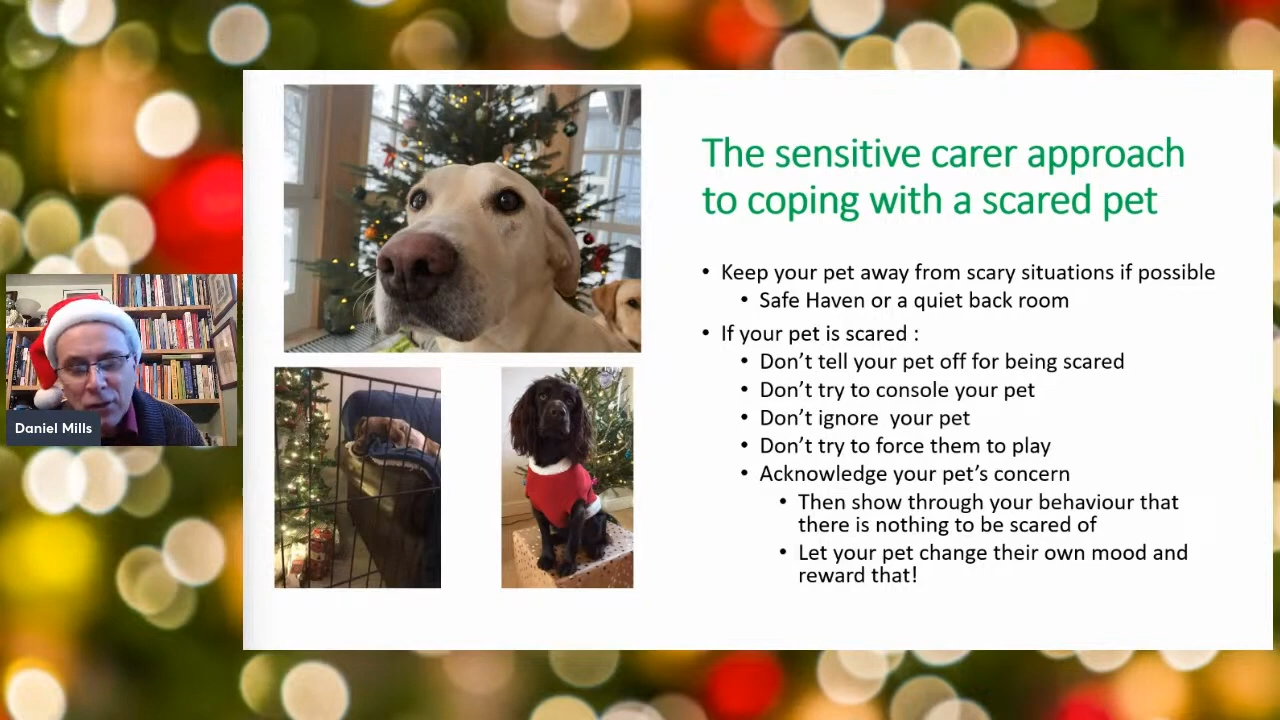 The sensitive carer approach
to coping with a scared pet
• Keep your pet away from scary situations if possible
• Safe Haven or a quiet back room
• If your pet is scared :
• Don't tell your pet off for being scared
• Don't try to console your pet
• Don't ignore your pet
• Don't try to force them to play
• Acknowledge your pet's concern
• Then show through your behaviour that
there is nothing to be scared of
• Let your pet change their own mood and
reward that!
Daniel Mills